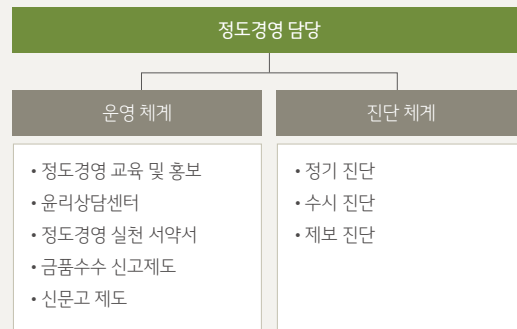 정도경영 담당
운영 체계
• 정도경영 교육 및 홍보
• 윤리상담센터
• 정도경영 실천 서약서
• 금품수수 신고제도
• 신문고 제도
진단 체계
• 정기 진단
• 수시 진단
• 제보 진단